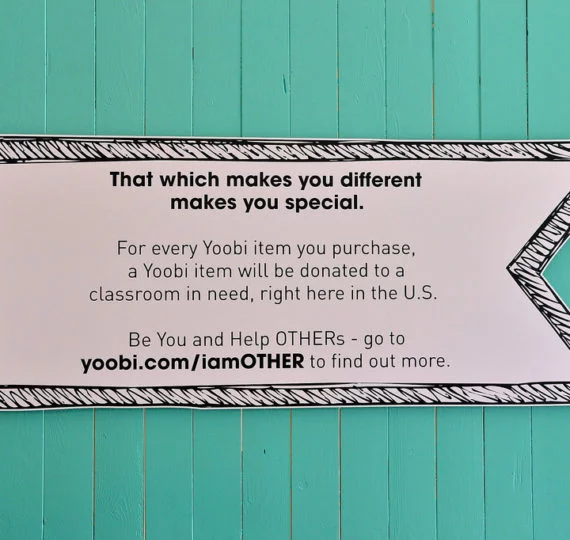 That which makes you different
makes you special.
For every Yoobi item you purchase,
a Yoobi item will be donated to a
classroom in need, right here in the U.S.
Be You and Help OTHERs - go to
yoobi.com/iamOTHER to find out more.